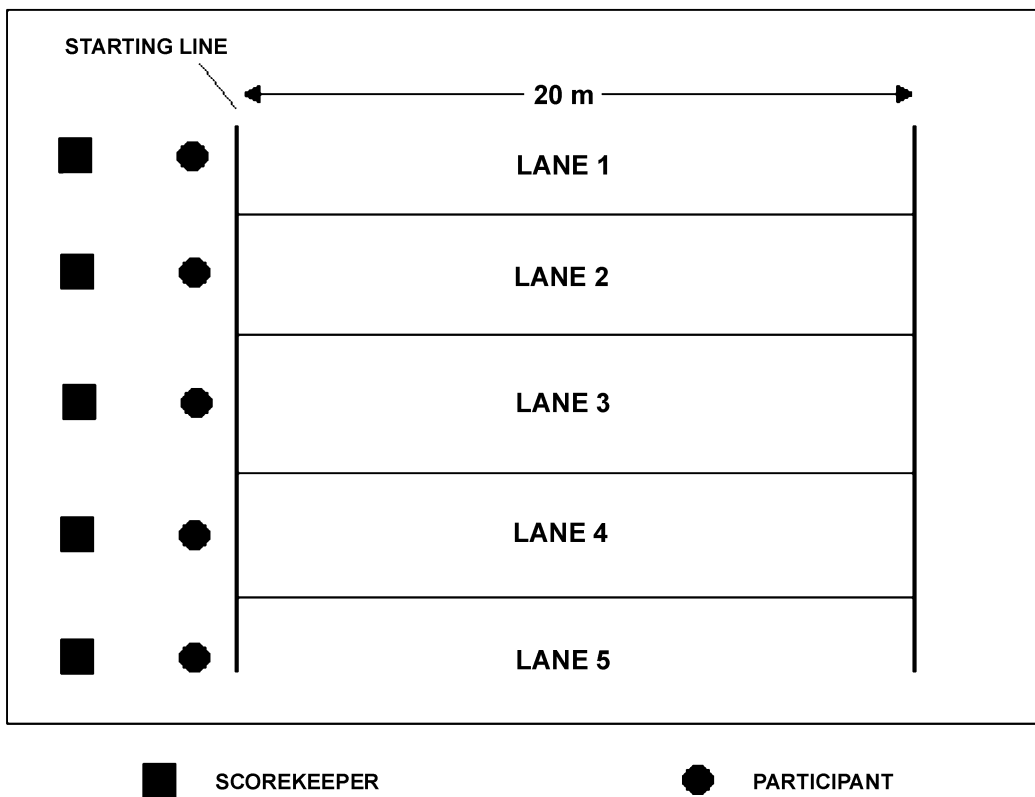 STARTING LINE
20 m
LANE 1
LANE 2
LANE 3
LANE 4
LANE 5
SCOREKEEPER
PARTICIPANT